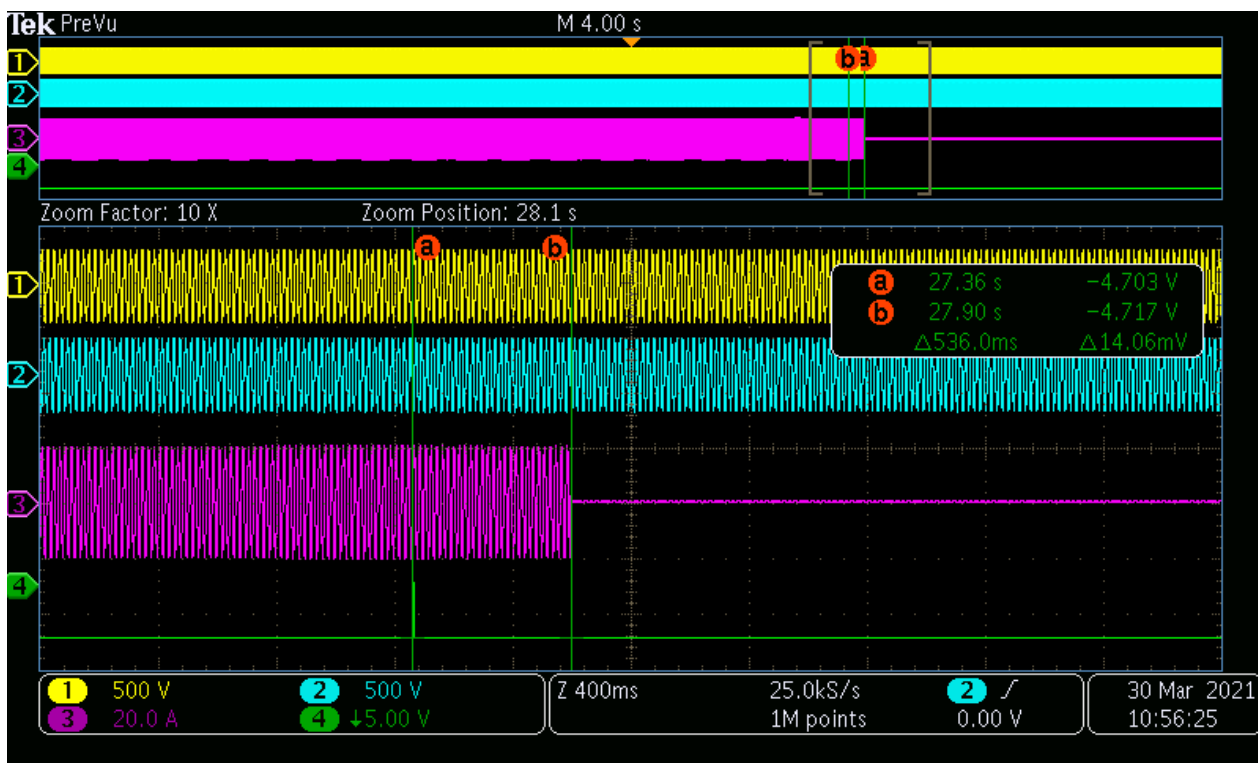 Tek PreVu M 4.00 s
1
b a
2
3
4
Zoom Factor: 10 X Zoom Position: 28.1 s
a b
1
a 27.36 s -4.703 V
b 27.90 s -4.717 V
△536.0ms △14.06mV
2
3
4
1 500 V 2 500 V Z 400ms 25.0kS/s 2 30 Mar 2021
3 20.0 A 4 ↓5.00 V 1M points 0.00 V 10:56:25